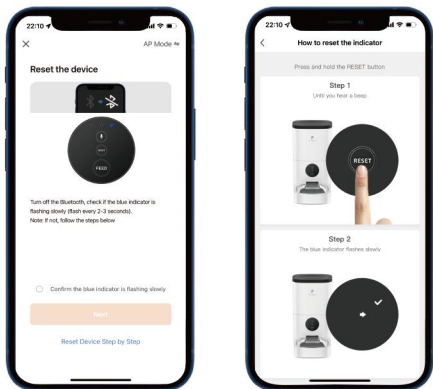 22:10
AP Mode
Reset the device
RESET
FEED
Turn off the Bluetooth, check if the blue indicator is
flashing slowly (flash every 2-3 seconds).
Note: If not, follow the steps below
Confirm the blue indicator is flashing slowly
Next
Reset Device Step by Step
22:10
How to reset the indicator
Press and hold the RESET button
Step 1
Until you hear a beep
RESET
Step 2
The blue indicator flashes slowly